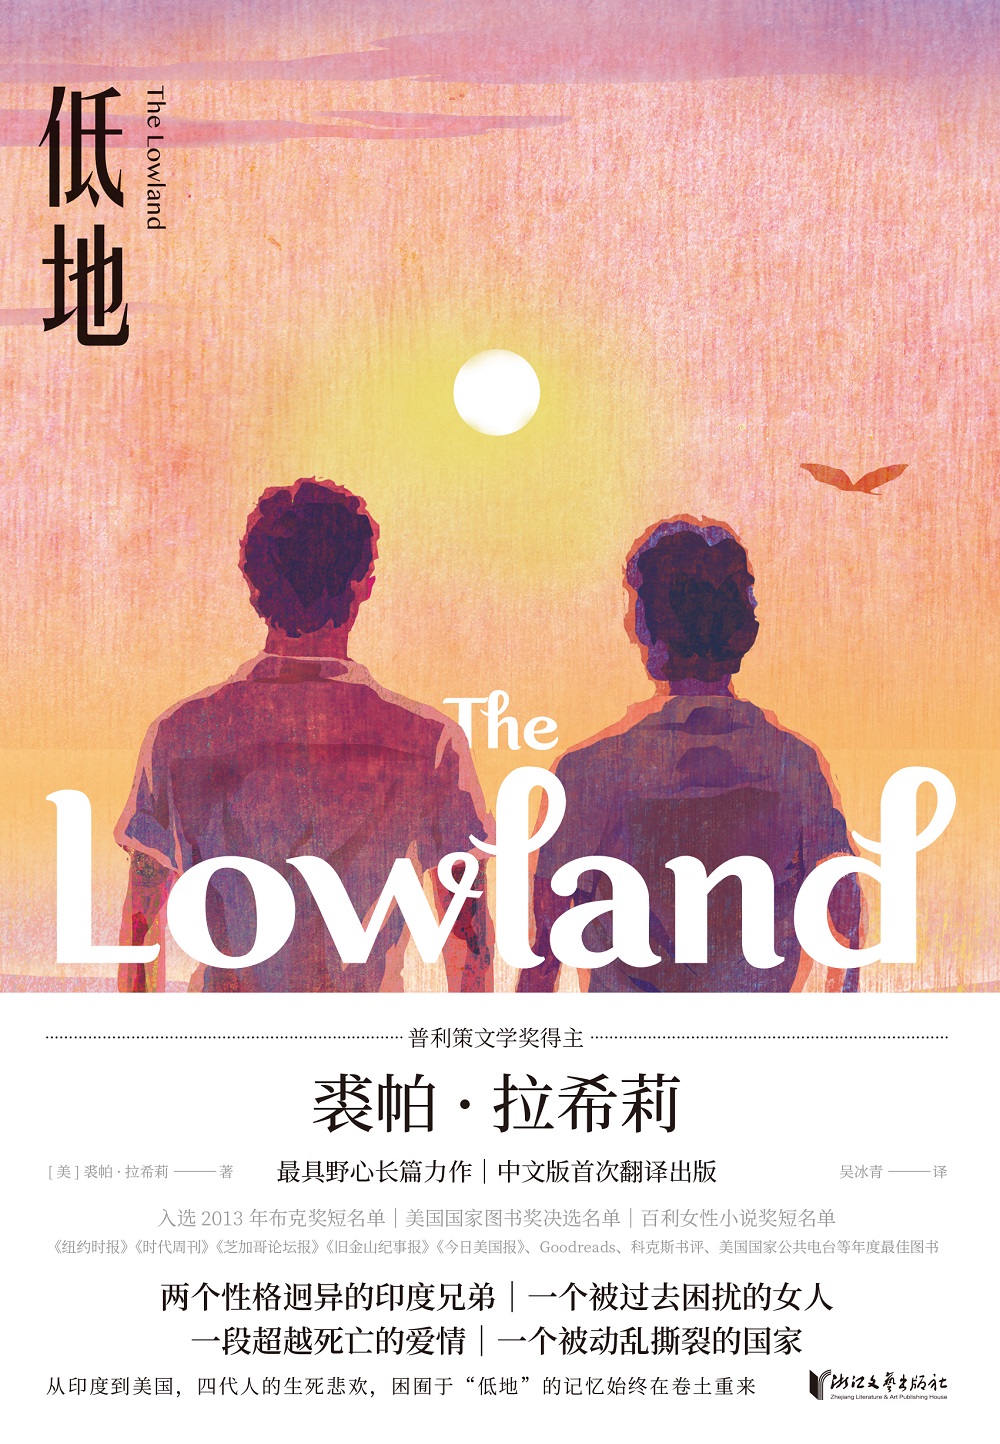 低地
The Lowland
The
Lowland
普利策文学奖得主
裘帕·拉希莉
[美]裘帕·拉希莉——著
最具野心长篇力作|中文版首次翻译出版
吴冰青——译
入选 2013 年布克奖短名单|美国国家图书奖决选名单|百利女性小说奖短名单
《纽约时报》《时代周刊》《芝加哥论坛报》《旧金山纪事报》《今日美国报》、Goodreads、科克斯书评、美国国家公共电台等年度最佳图书
两个性格迥异的印度兄弟|一个被过去困扰的女人
一段超越死亡的爱情|一个被动乱撕裂的国家
从印度到美国，四代人的生死悲欢，困囿于“低地”的记忆始终在卷土重来
浙江文艺出版社
Zhejiang Literature & Art Publishing House